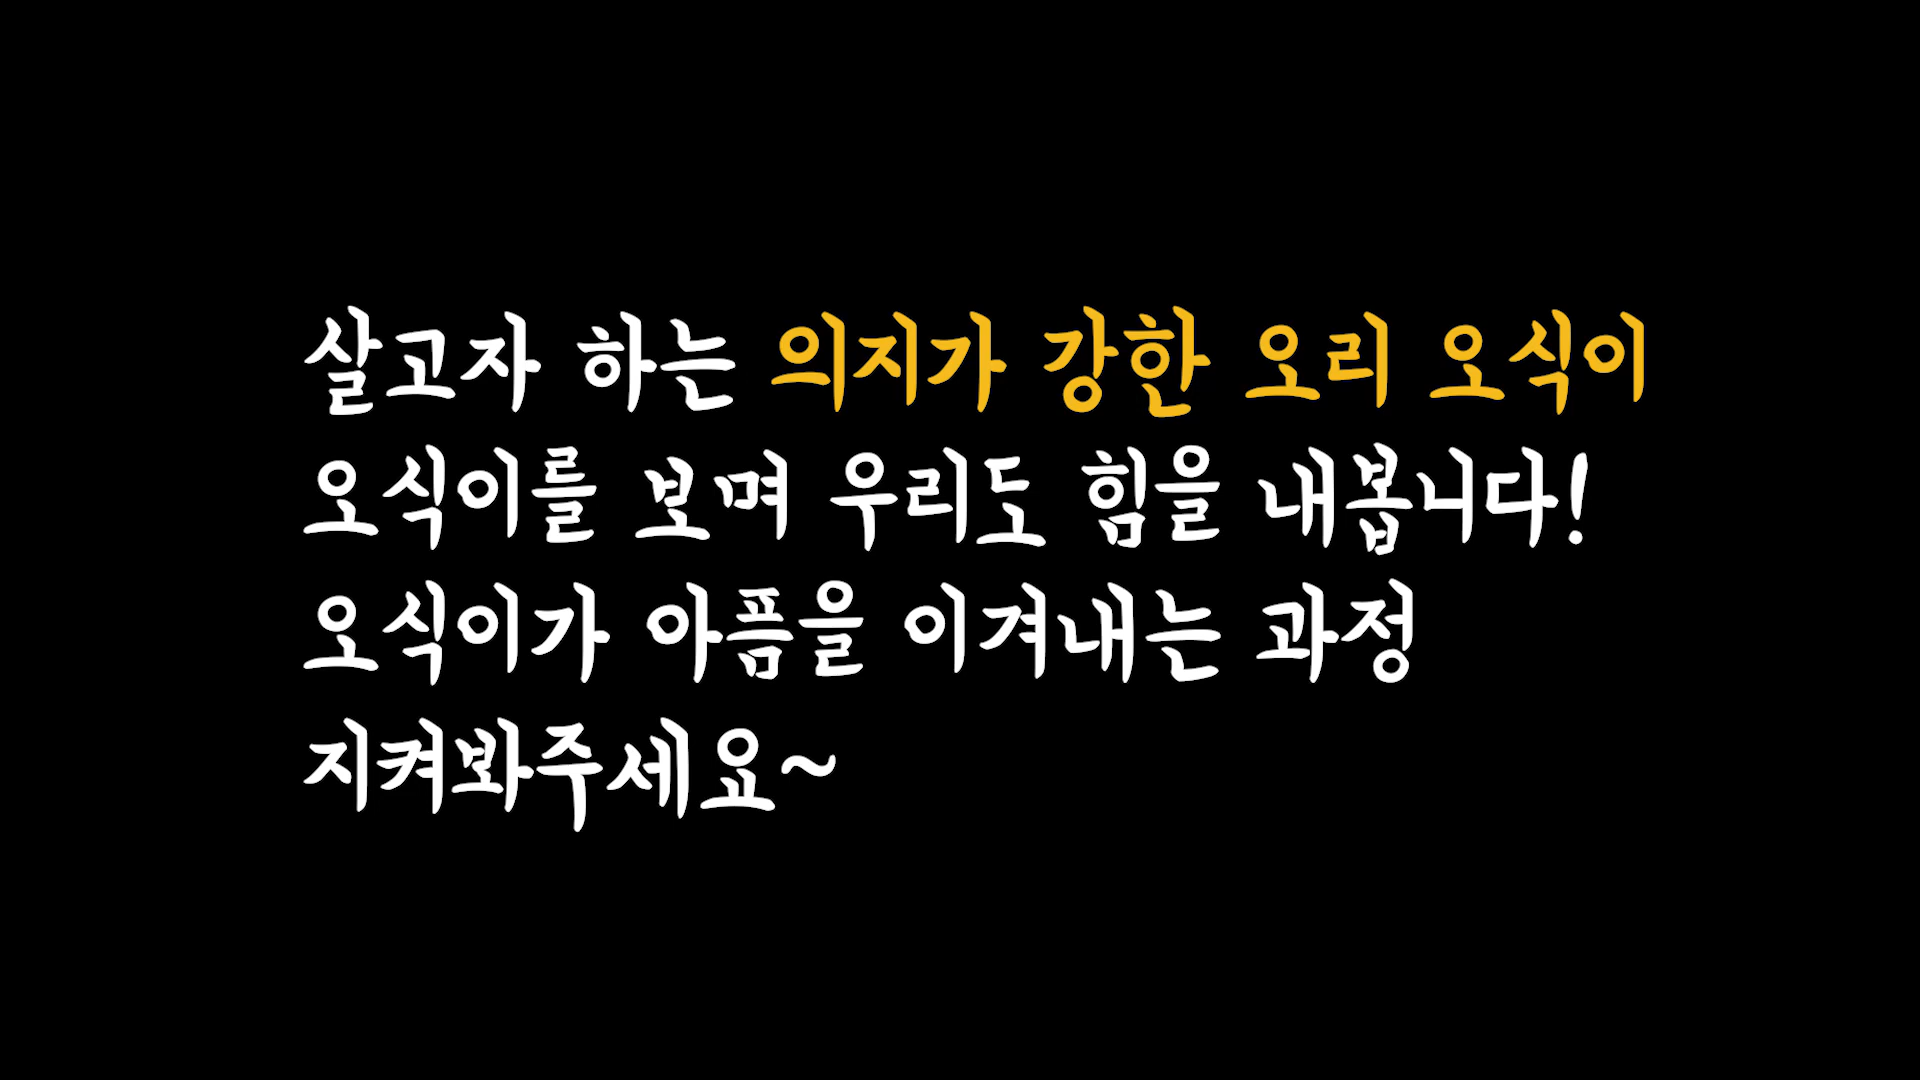 살고자 하는 의지가 강한 오리 오식이
오식이를 보며 우리도 힘을 내봅니다!
오식이가 아픔을 이겨내는 과정
지켜봐주세요~